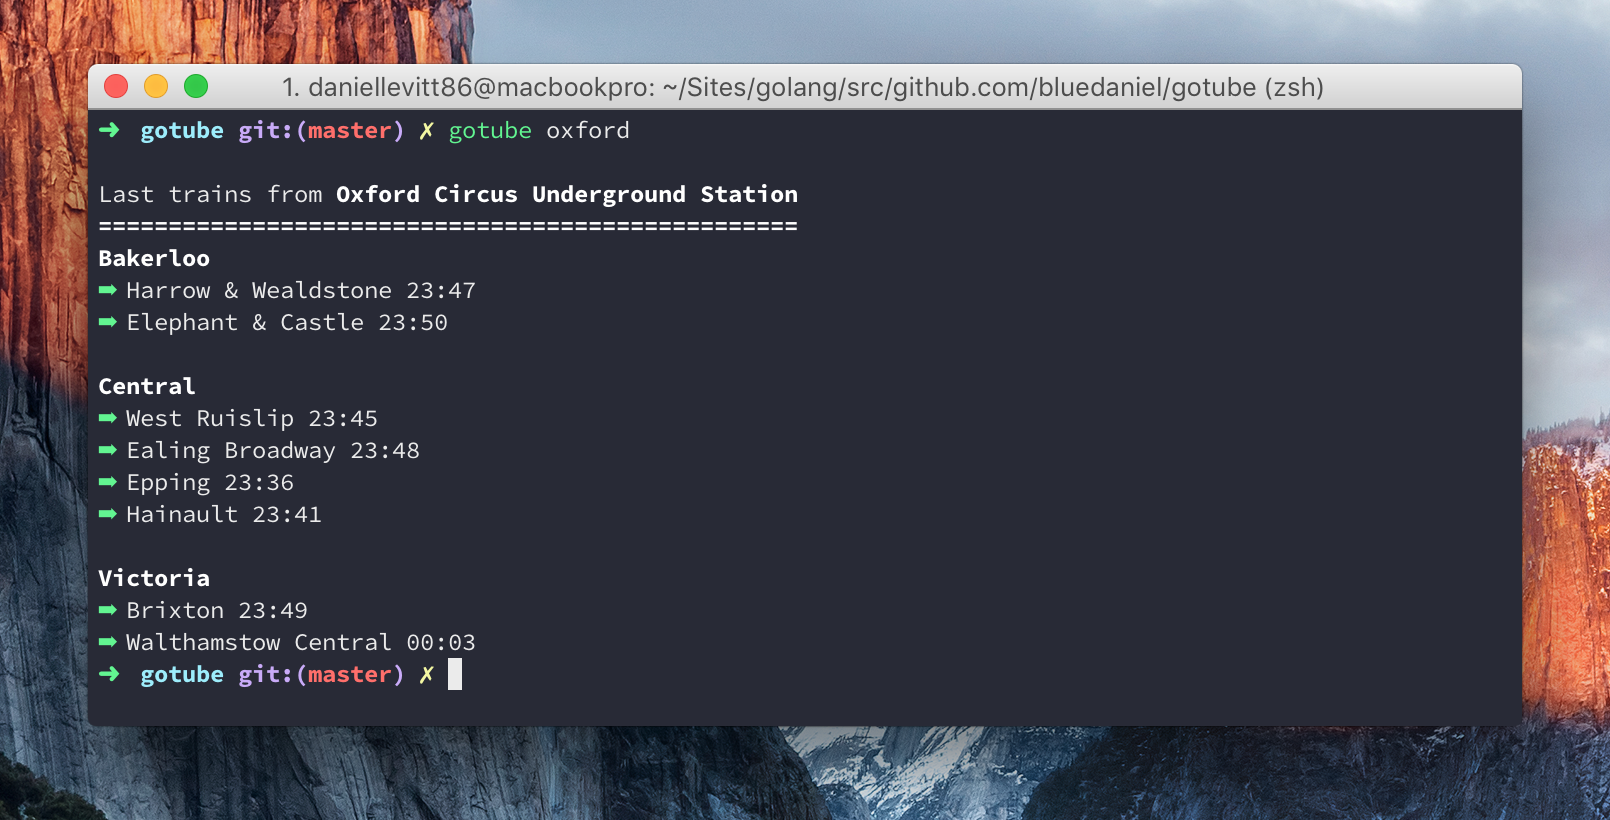 1. daniellevitt86@macbookpro: ~/Sites/golang/src/github.com/bluedaniel/gotube (zsh)
➜ gotube git:(master) ✗ gotube oxford
Last trains from Oxford Circus Underground Station
==================================================
Bakerloo
➡ Harrow & Wealdstone 23:47
➡ Elephant & Castle 23:50
Central
➡ West Ruislip 23:45
➡ Ealing Broadway 23:48
➡ Epping 23:36
➡ Hainault 23:41
Victoria
➡ Brixton 23:49
➡ Walthamstow Central 00:03
➜ gotube git:(master) ✗